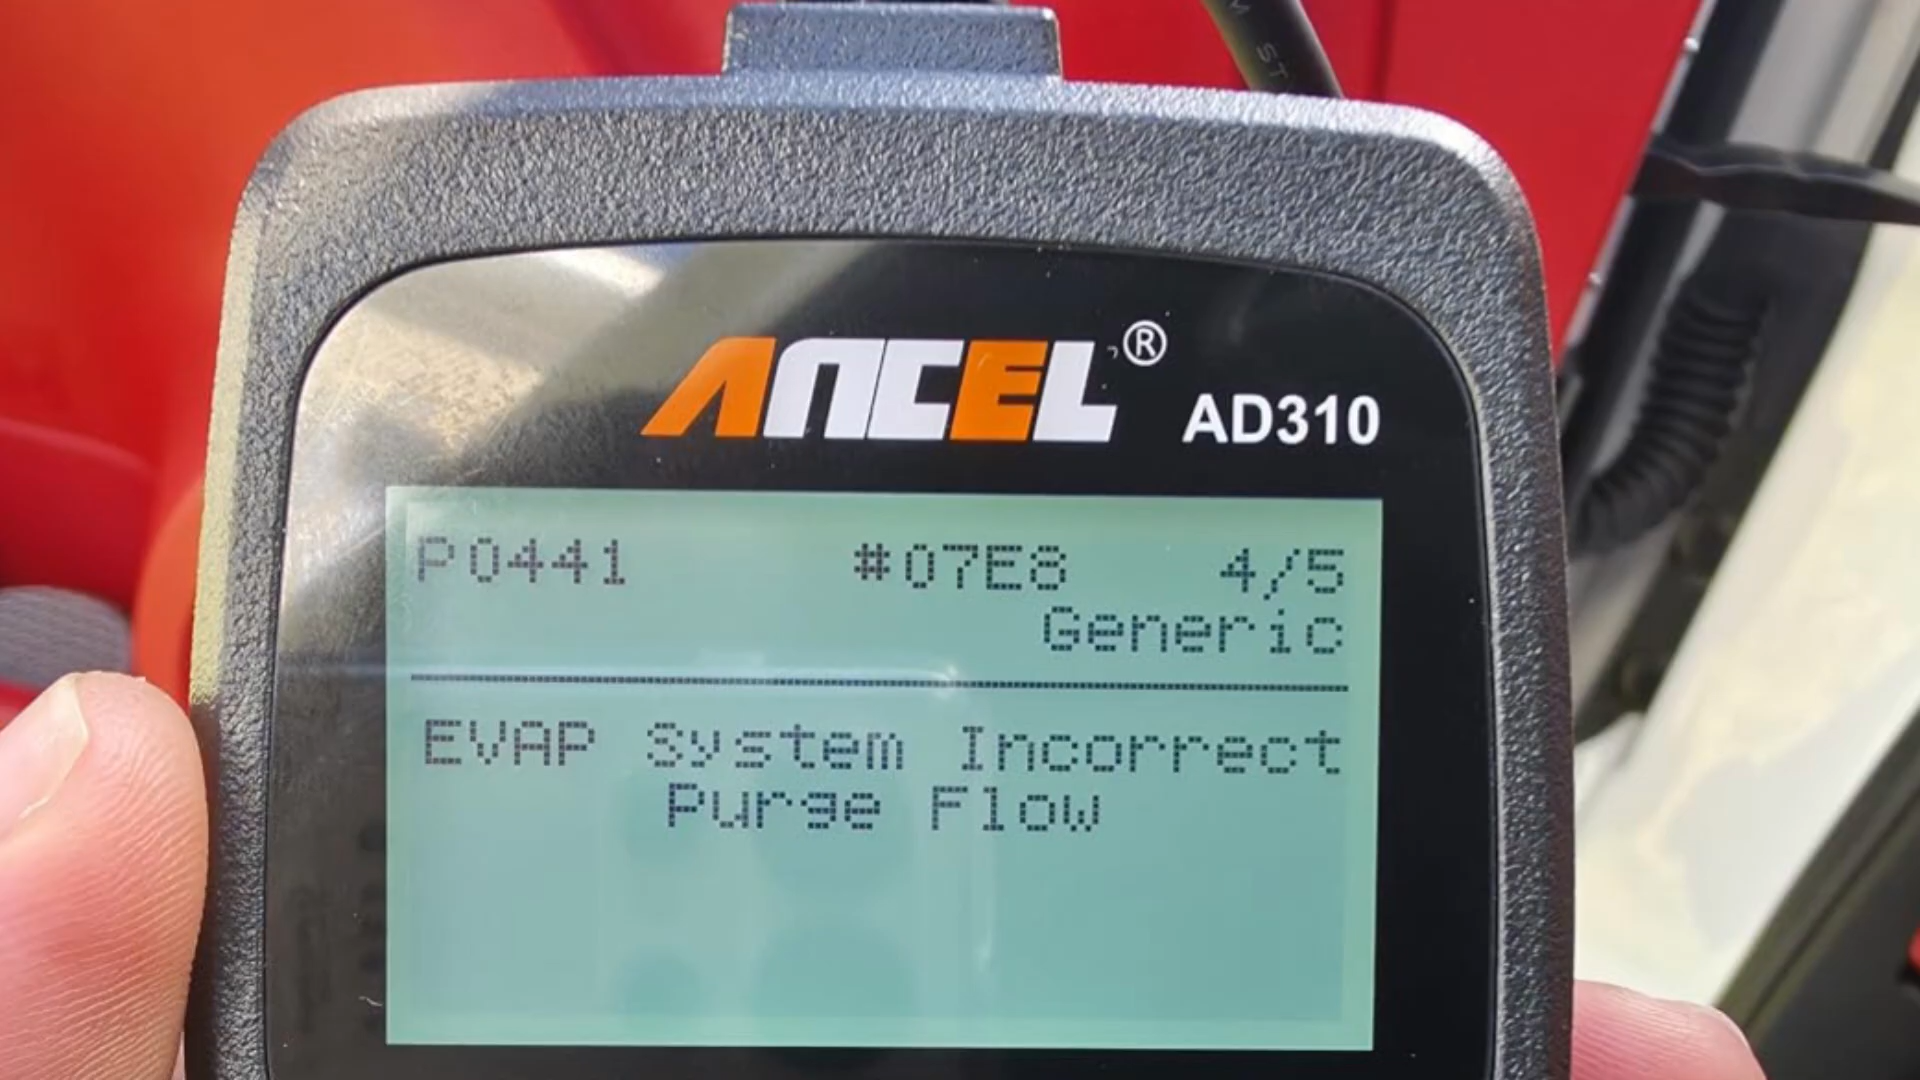 ANCEL®
AD310
P0441 #07E8 4/5
Generic
EVAP System Incorrect
Purge Flow